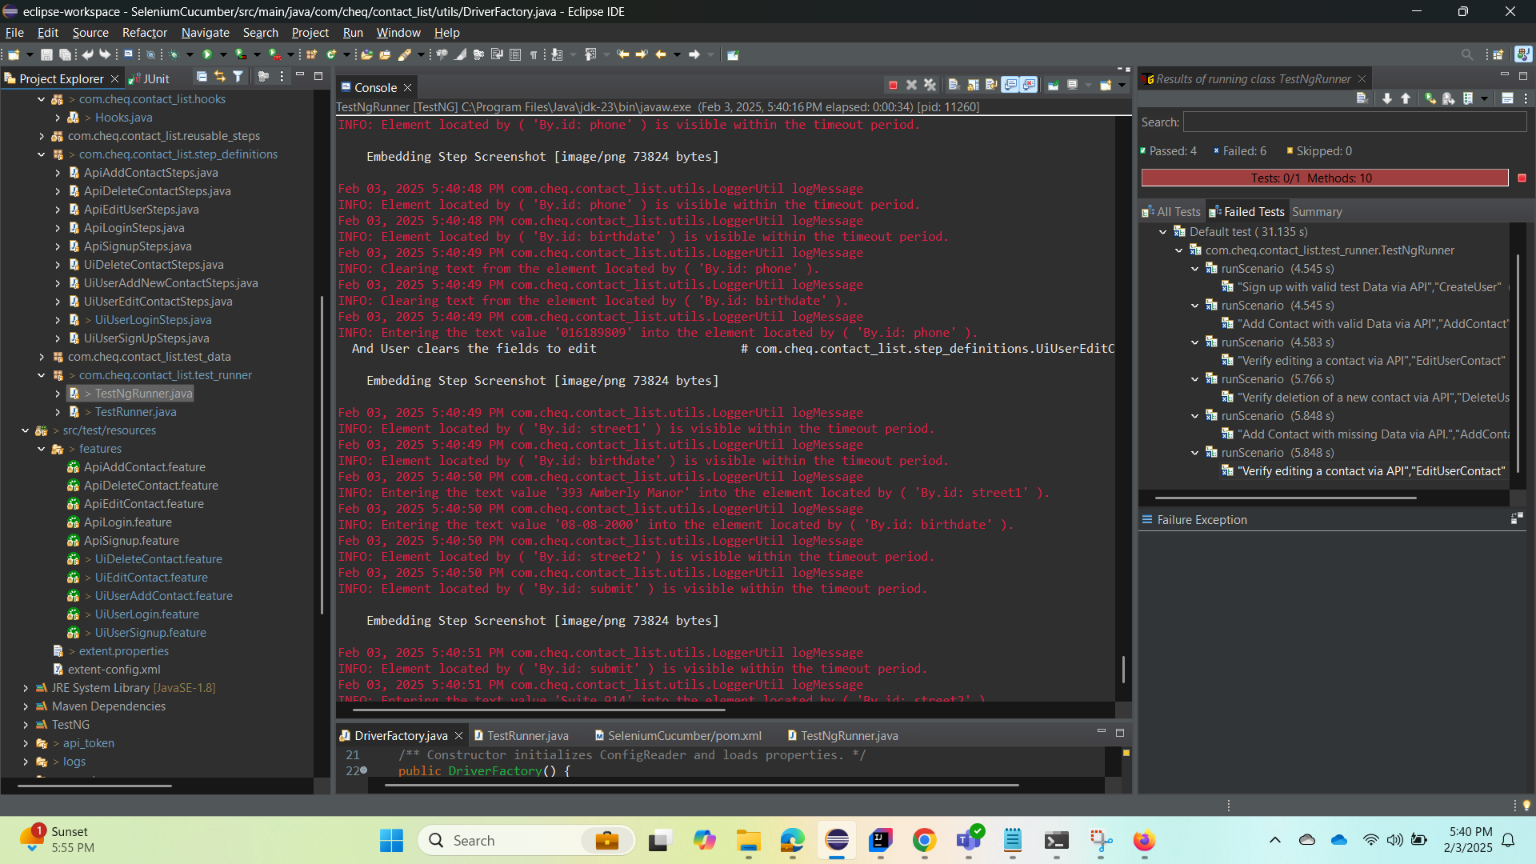 eclipse-workspace - SeleniumCucumber/src/main/java/com/cheq/contact_list/utils/DriverFactory.java - Eclipse IDE
File Edit Source Refactor Navigate Search Project Run Window Help
Project Explorer JUnit
> com.cheq.contact_list.hooks
> Hooks.java
com.cheq.contact_list.reusable_steps
> com.cheq.contact_list.step_definitions
ApiAddContactSteps.java
ApiDeleteContactSteps.java
ApiEditUserSteps.java
ApiLoginSteps.java
ApiSignupSteps.java
UiDeleteContactSteps.java
UiUserAddNewContactSteps.java
UiUserEditContactSteps.java
> UiUserLoginSteps.java
UiUserSignUpSteps.java
com.cheq.contact_list.test_data
> com.cheq.contact_list.test_runner
> TestNgRunner.java
> TestRunner.java
> src/test/resources
> features
ApiAddContact.feature
ApiDeleteContact.feature
ApiEditContact.feature
ApiLogin.feature
ApiSignup.feature
> UiDeleteContact.feature
> UiEditContact.feature
> UiUserAddContact.feature
> UiUserLogin.feature
> UiUserSignup.feature
> extent.properties
extent-config.xml
JRE System Library [JavaSE-1.8]
Maven Dependencies
TestNG
> api_token
> logs
Console
TestNgRunner [TestNG] C:\Program Files\Java\jdk-23\bin\javaw.exe (Feb 3, 2025, 5:40:16 PM elapsed: 0:00:34) [pid: 11260]
INFO: Element located by ( 'By.id: phone' ) is visible within the timeout period.
Embedding Step Screenshot [image/png 73824 bytes]
Feb 03, 2025 5:40:48 PM com.cheq.contact_list.utils.LoggerUtil logMessage
INFO: Element located by ( 'By.id: phone' ) is visible within the timeout period.
Feb 03, 2025 5:40:48 PM com.cheq.contact_list.utils.LoggerUtil logMessage
INFO: Element located by ( 'By.id: birthdate' ) is visible within the timeout period.
Feb 03, 2025 5:40:49 PM com.cheq.contact_list.utils.LoggerUtil logMessage
INFO: Clearing text from the element located by ( 'By.id: phone' ).
Feb 03, 2025 5:40:49 PM com.cheq.contact_list.utils.LoggerUtil logMessage
INFO: Clearing text from the element located by ( 'By.id: birthdate' ).
Feb 03, 2025 5:40:49 PM com.cheq.contact_list.utils.LoggerUtil logMessage
INFO: Entering the text value '016189809' into the element located by ( 'By.id: phone' ).
And User clears the fields to edit # com.cheq.contact_list.step_definitions.UiUserEditC
Embedding Step Screenshot [image/png 73824 bytes]
Feb 03, 2025 5:40:49 PM com.cheq.contact_list.utils.LoggerUtil logMessage
INFO: Element located by ( 'By.id: street1' ) is visible within the timeout period.
Feb 03, 2025 5:40:49 PM com.cheq.contact_list.utils.LoggerUtil logMessage
INFO: Element located by ( 'By.id: birthdate' ) is visible within the timeout period.
Feb 03, 2025 5:40:50 PM com.cheq.contact_list.utils.LoggerUtil logMessage
INFO: Entering the text value '393 Amberly Manor' into the element located by ( 'By.id: street1' ).
Feb 03, 2025 5:40:50 PM com.cheq.contact_list.utils.LoggerUtil logMessage
INFO: Entering the text value '08-08-2000' into the element located by ( 'By.id: birthdate' ).
Feb 03, 2025 5:40:50 PM com.cheq.contact_list.utils.LoggerUtil logMessage
INFO: Element located by ( 'By.id: street2' ) is visible within the timeout period.
Feb 03, 2025 5:40:50 PM com.cheq.contact_list.utils.LoggerUtil logMessage
INFO: Element located by ( 'By.id: submit' ) is visible within the timeout period.
Embedding Step Screenshot [image/png 73824 bytes]
Feb 03, 2025 5:40:51 PM com.cheq.contact_list.utils.LoggerUtil logMessage
INFO: Element located by ( 'By.id: submit' ) is visible within the timeout period.
Feb 03, 2025 5:40:51 PM com.cheq.contact_list.utils.LoggerUtil logMessage
INFO: Entering the text value 'Suite 914' into the element located by ( 'By.id: street2' )
DriverFactory.java TestRunner.java SeleniumCucumber/pom.xml TestNgRunner.java
21 /** Constructor initializes ConfigReader and loads properties. */
22 public DriverFactory() {
Results of running class TestNgRunner
Search:
Passed: 4 Failed: 6 Skipped: 0
Tests: 0/1 Methods: 10
All Tests Failed Tests Summary
Default test ( 31.135 s)
com.cheq.contact_list.test_runner.TestNgRunner
runScenario (4.545 s)
"Sign up with valid test Data via API","CreateUser"
runScenario (4.545 s)
"Add Contact with valid Data via API","AddContact"
runScenario (4.583 s)
"Verify editing a contact via API","EditUserContact"
runScenario (5.766 s)
"Verify deletion of a new contact via API","DeleteUs
runScenario (5.848 s)
"Add Contact with missing Data via API.","AddConta
runScenario (5.848 s)
"Verify editing a contact via API","EditUserContact"
Failure Exception
1
Sunset
5:55 PM
Search
5:40 PM
2/3/2025